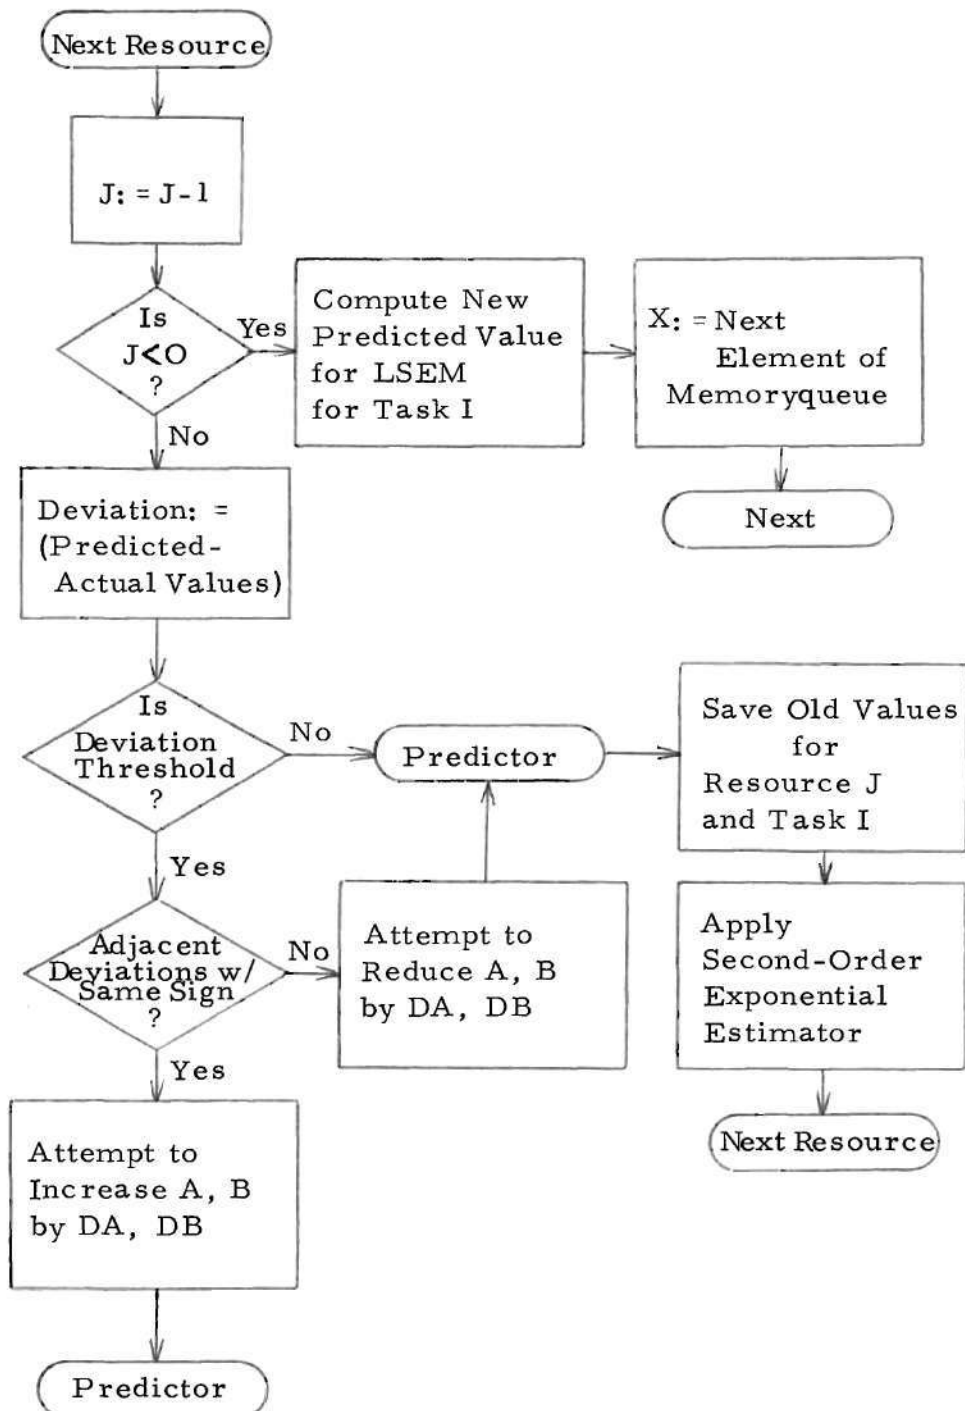 Next Resource
J: = J-1
Is
J<O
?
Yes
No
Compute New
Predicted Value
for LSEM
for Task I
X: = Next
Element of
Memoryqueue
Next
Deviation: =
(Predicted-
Actual Values)
Is
Deviation
Threshold
?
No
Yes
Predictor
Save Old Values
for
Resource J
and Task I
Adjacent
Deviations w/
Same Sign
?
No
Yes
Attempt to
Reduce A, B
by DA, DB
Apply
Second-Order
Exponential
Estimator
Next Resource
Attempt to
Increase A, B
by DA, DB
Predictor